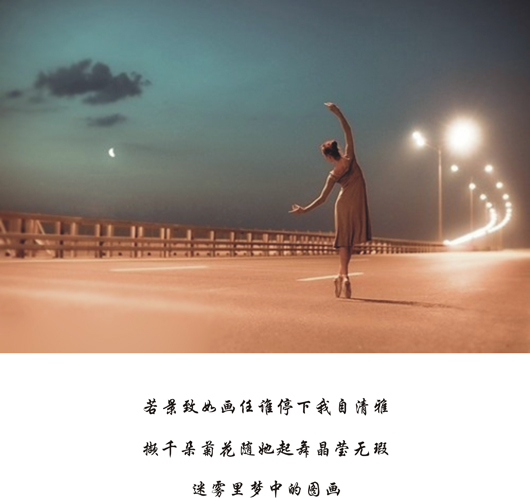 若景致如画任谁停下我自清雅
撷千朵菊花随她起舞晶莹无瑕
迷雾里梦中的图画